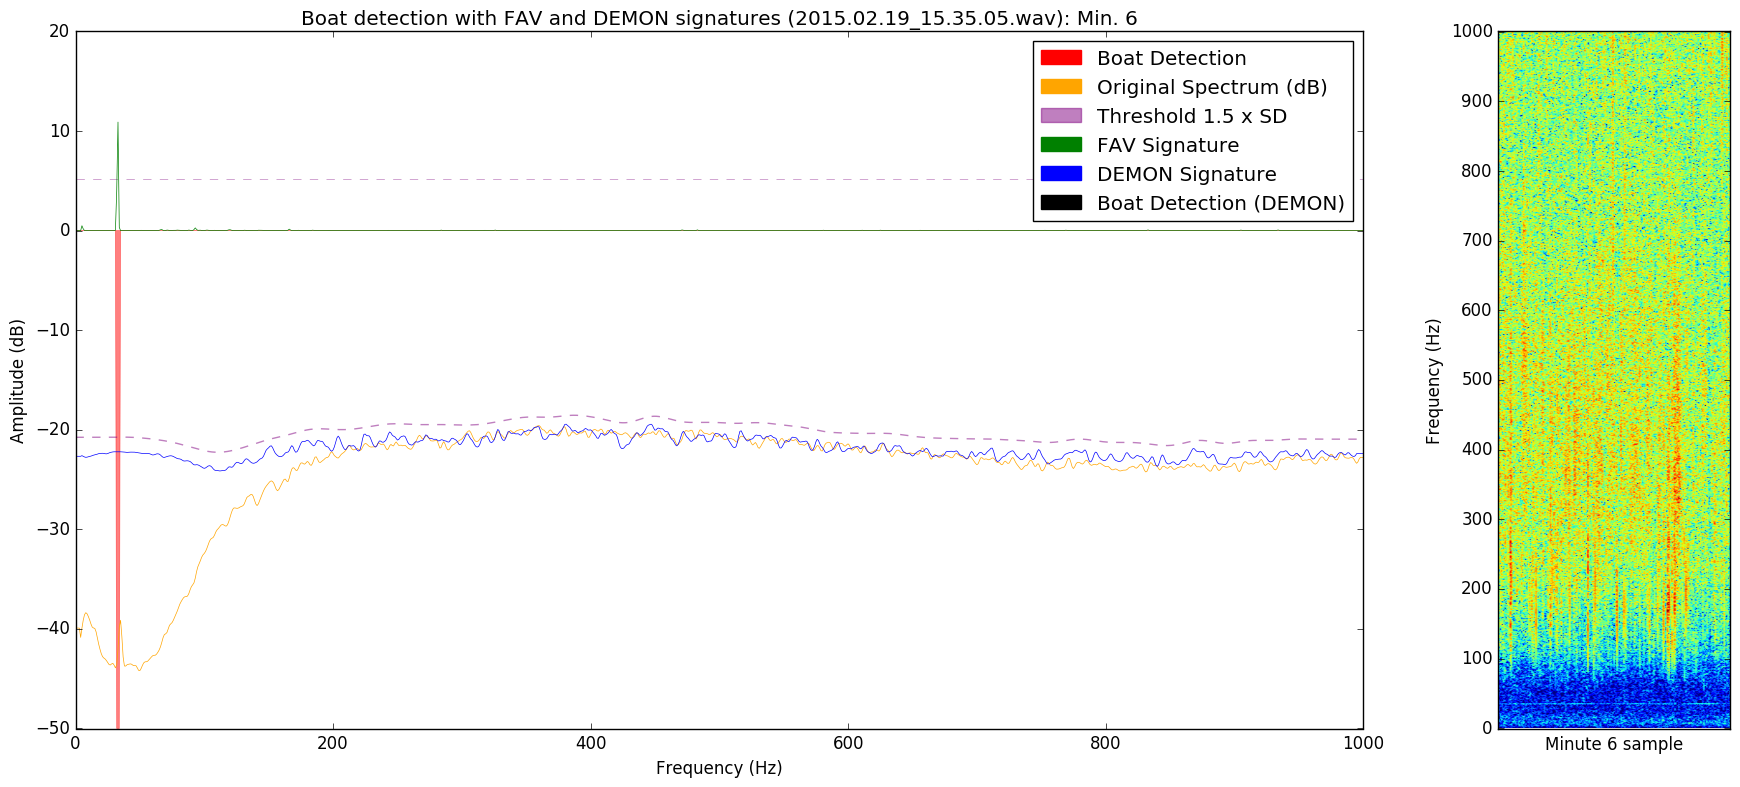 Boat detection with FAV and DEMON signatures (2015.02.19_15.35.05.wav): Min. 6
20
10
0
−10
−20
−30
−40
−50
Amplitude (dB)
0
200
400
600
800
1000
Frequency (Hz)
Boat Detection
Original Spectrum (dB)
Threshold 1.5 x SD
FAV Signature
DEMON Signature
Boat Detection (DEMON)
1000
900
800
700
600
500
400
300
200
100
0
Frequency (Hz)
Minute 6 sample